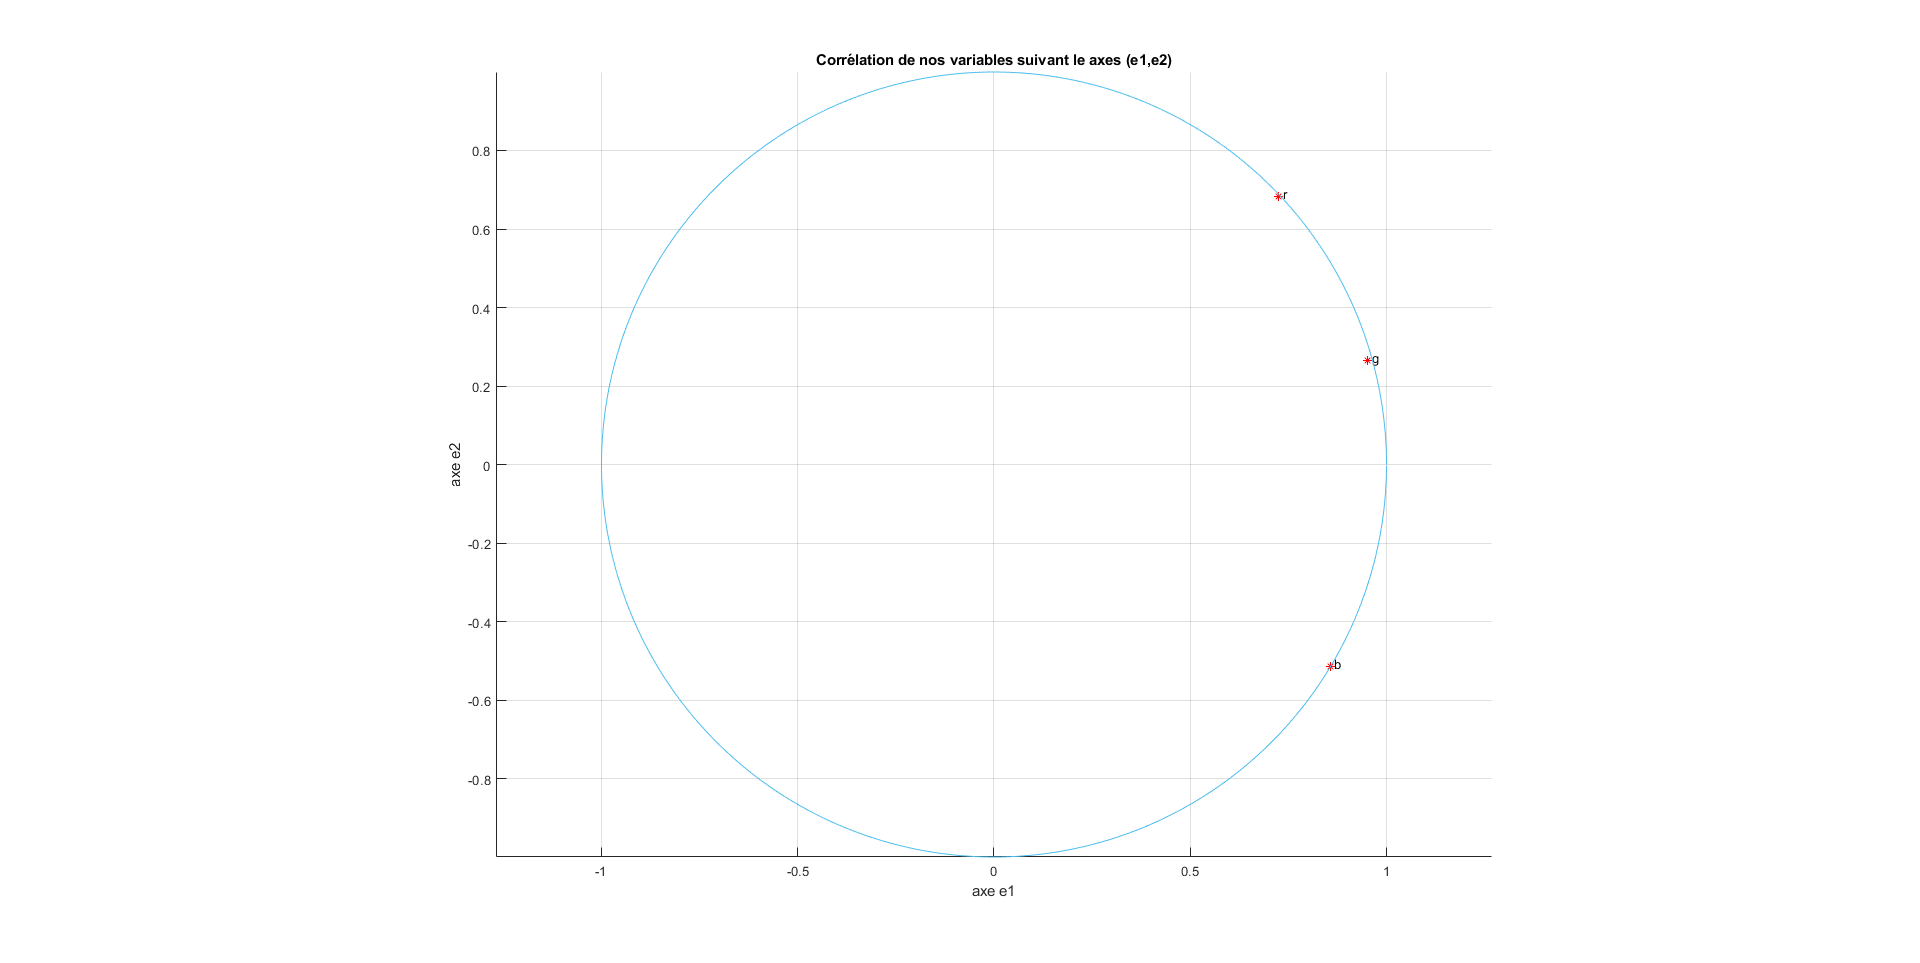 Corrélation de nos variables suivant le axes (e1,e2)
0.8
r
0.6
0.4
g
0.2
axe e2
0
-0.2
-0.4
b
-0.6
-0.8
-1 -0.5 0 0.5 1
axe e1